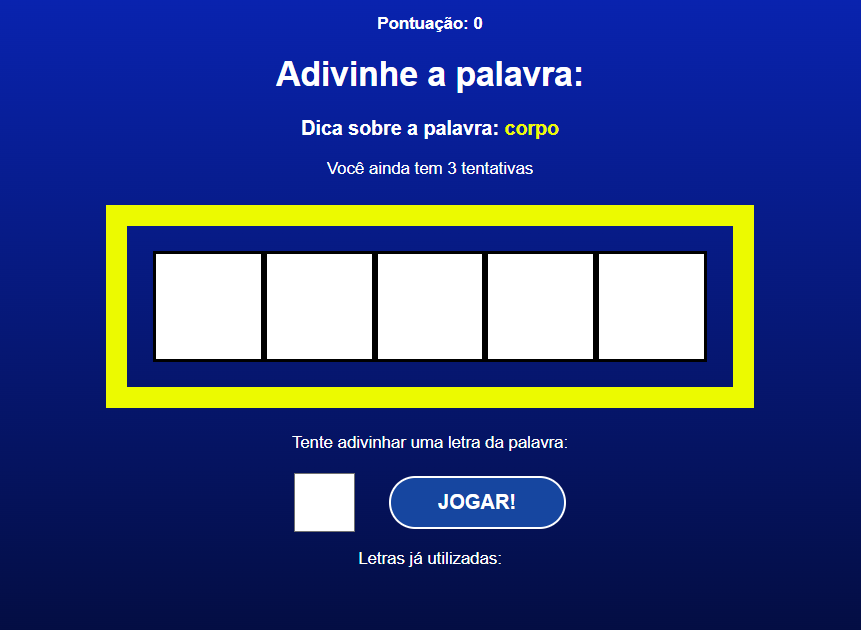 Pontuação: 0
Adivinhe a palavra:
Dica sobre a palavra: corpo
Você ainda tem 3 tentativas
Tente adivinhar uma letra da palavra:
JOGAR!
Letras já utilizadas: